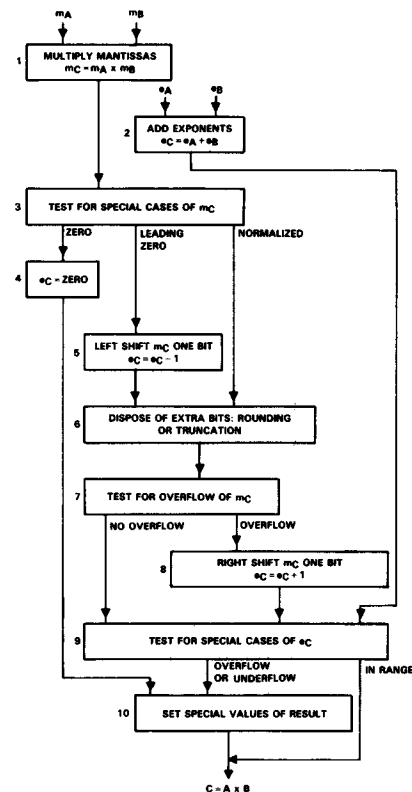 mA mB
1 MULTIPLY MANTISSAS
mC = mA x mB
eA eB
2 ADD EXPONENTS
eC = eA + eB
3 TEST FOR SPECIAL CASES OF mC
ZERO LEADING ZERO NORMALIZED
4 eC = ZERO
5 LEFT SHIFT mC ONE BIT
eC = eC - 1
6 DISPOSE OF EXTRA BITS: ROUNDING
OR TRUNCATION
7 TEST FOR OVERFLOW OF mC
NO OVERFLOW OVERFLOW
8 RIGHT SHIFT mC ONE BIT
eC = eC + 1
9 TEST FOR SPECIAL CASES OF eC
OVERFLOW
OR UNDERFLOW
IN RANGE
10 SET SPECIAL VALUES OF RESULT
C = A x B